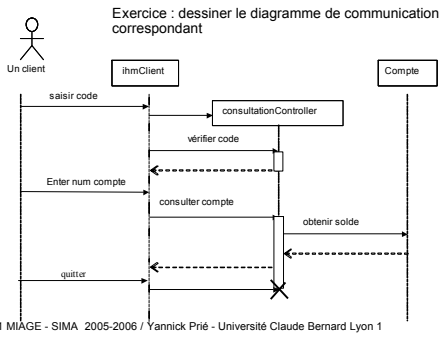 Exercice : dessiner le diagramme de communication
correspondant
Un client
ihmClient
Compte
saisir code
consultationController
vérifier code
Enter num compte
consulter compte
obtenir solde
quitter
MIAGE - SIMA 2005-2006 / Yannick Prié - Université Claude Bernard Lyon 1